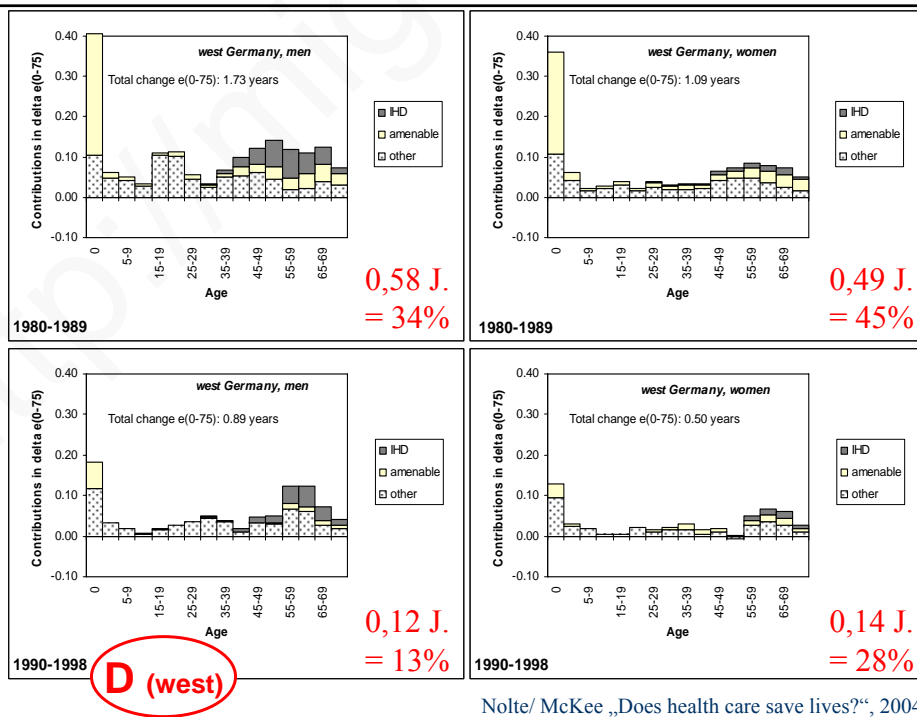 0.40
0.30
0.20
0.10
0.00
-0.10
Contributions in delta e(0-75)
west Germany, men
Total change e(0-75): 1.73 years
IHD
amenable
other
0
5-9
15-19
25-29
35-39
45-49
55-59
65-69
Age
0,58 J.
= 34%
1980-1989
0.40
0.30
0.20
0.10
0.00
-0.10
Contributions in delta e(0-75)
west Germany, women
Total change e(0-75): 1.09 years
IHD
amenable
other
0
5-9
15-19
25-29
35-39
45-49
55-59
65-69
Age
0,49 J.
= 45%
1980-1989
0.40
0.30
0.20
0.10
0.00
-0.10
Contributions in delta e(0-75)
west Germany, men
Total change e(0-75): 0.89 years
IHD
amenable
other
0
5-9
15-19
25-29
35-39
45-49
55-59
65-69
Age
0,12 J.
= 13%
1990-1998
0.40
0.30
0.20
0.10
0.00
-0.10
Contributions in delta e(0-75)
west Germany, women
Total change e(0-75): 0.50 years
IHD
amenable
other
0
5-9
15-19
25-29
35-39
45-49
55-59
65-69
Age
0,14 J.
= 28%
1990-1998
D (west)
Nolte/ McKee „Does health care save lives?“, 2004